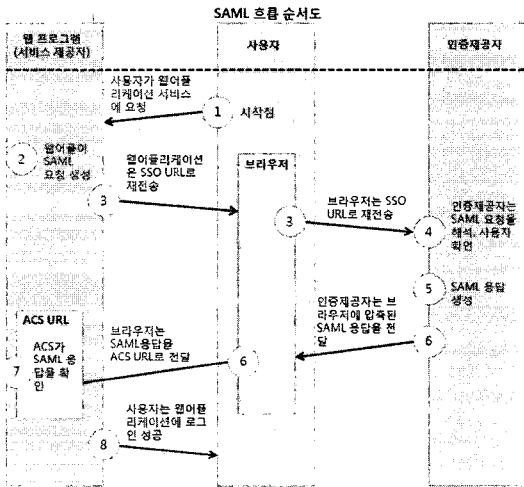 SAML 흐름 순서도
웹 프로그램
(서비스 제공자)
사용자
인증제공자
사용자가 웹어플
리케이션 서비스
에 요청
1
시작점
2
웹어플이
SAML
요청 생성
3
웹어플리케이션
은 SSO URL로
재전송
브라우저
3
브라우저는 SSO
URL로 재전송
4
인증제공자는
SAML 요청을
해석, 사용자
확인
5
SAML 응답
생성
인증제공자는 브
라우저에 압축된
SAML 응답을 전
달
6
ACS URL
ACS가
SAML 응
답을 확
인
7
브라우저는
SAML응답을
ACS URL로 전달
6
8
사용자는 웹어플
리케이션에 로그
인 성공